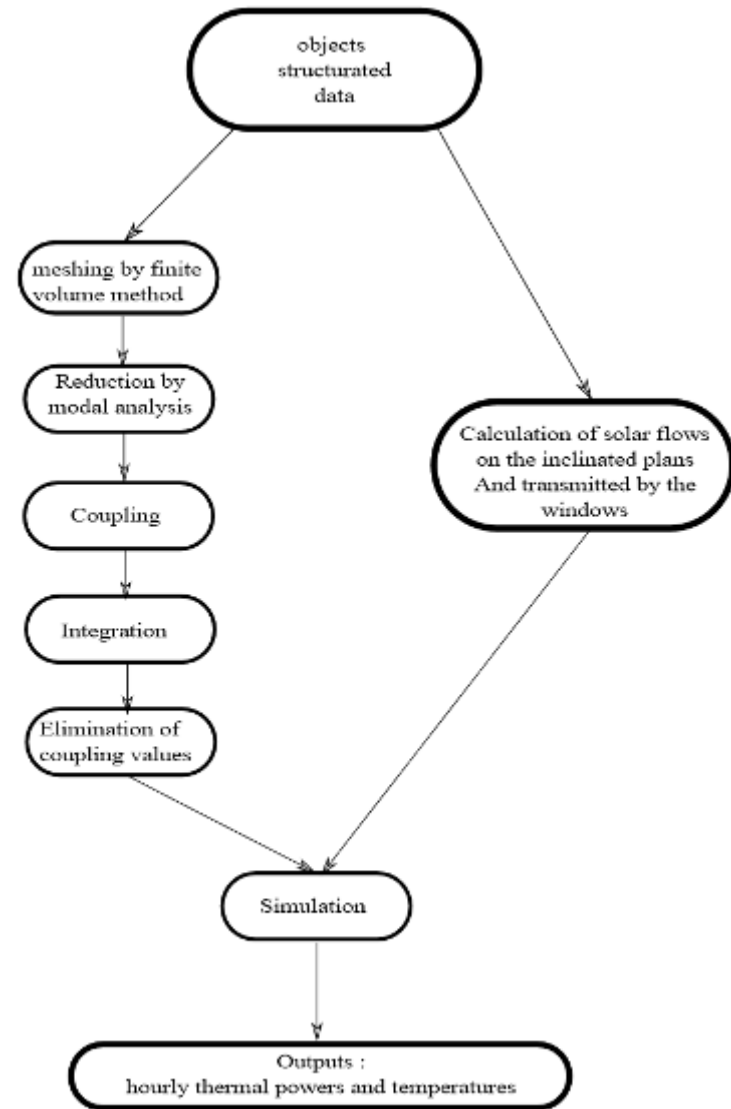 objects
structurated
data
meshing by finite
volume method
Reduction by
modal analysis
Coupling
Integration
Elimination of
coupling values
Calculation of solar flows
on the inclinated plans
And transmitted by the
windows
Simulation
Outputs :
hourly thermal powers and temperatures